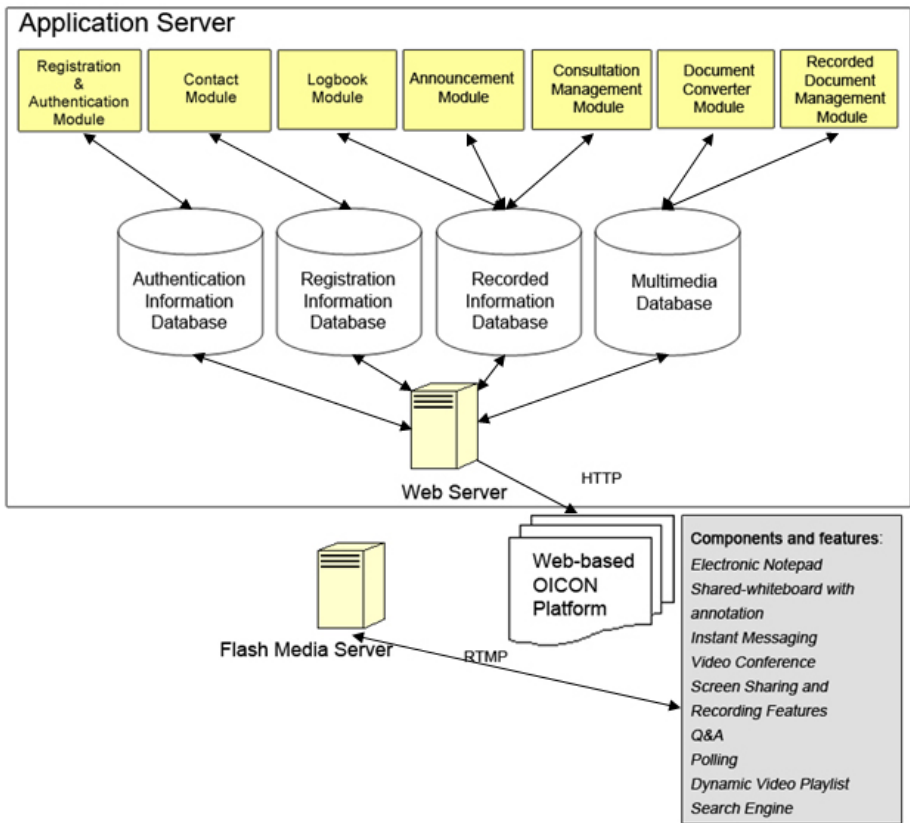 Application Server
Registration
&
Authentication
Module
Contact
Module
Logbook
Module
Announcement
Module
Consultation
Management
Module
Document
Converter
Module
Recorded
Document
Management
Module
Authentication
Information
Database
Registration
Information
Database
Recorded
Information
Database
Multimedia
Database
Web Server
HTTP
Web-based
OICON
Platform
Flash Media Server
RTMP
Components and features:
Electronic Notepad
Shared-whiteboard with
annotation
Instant Messaging
Video Conference
Screen Sharing and
Recording Features
Q&A
Polling
Dynamic Video Playlist
Search Engine